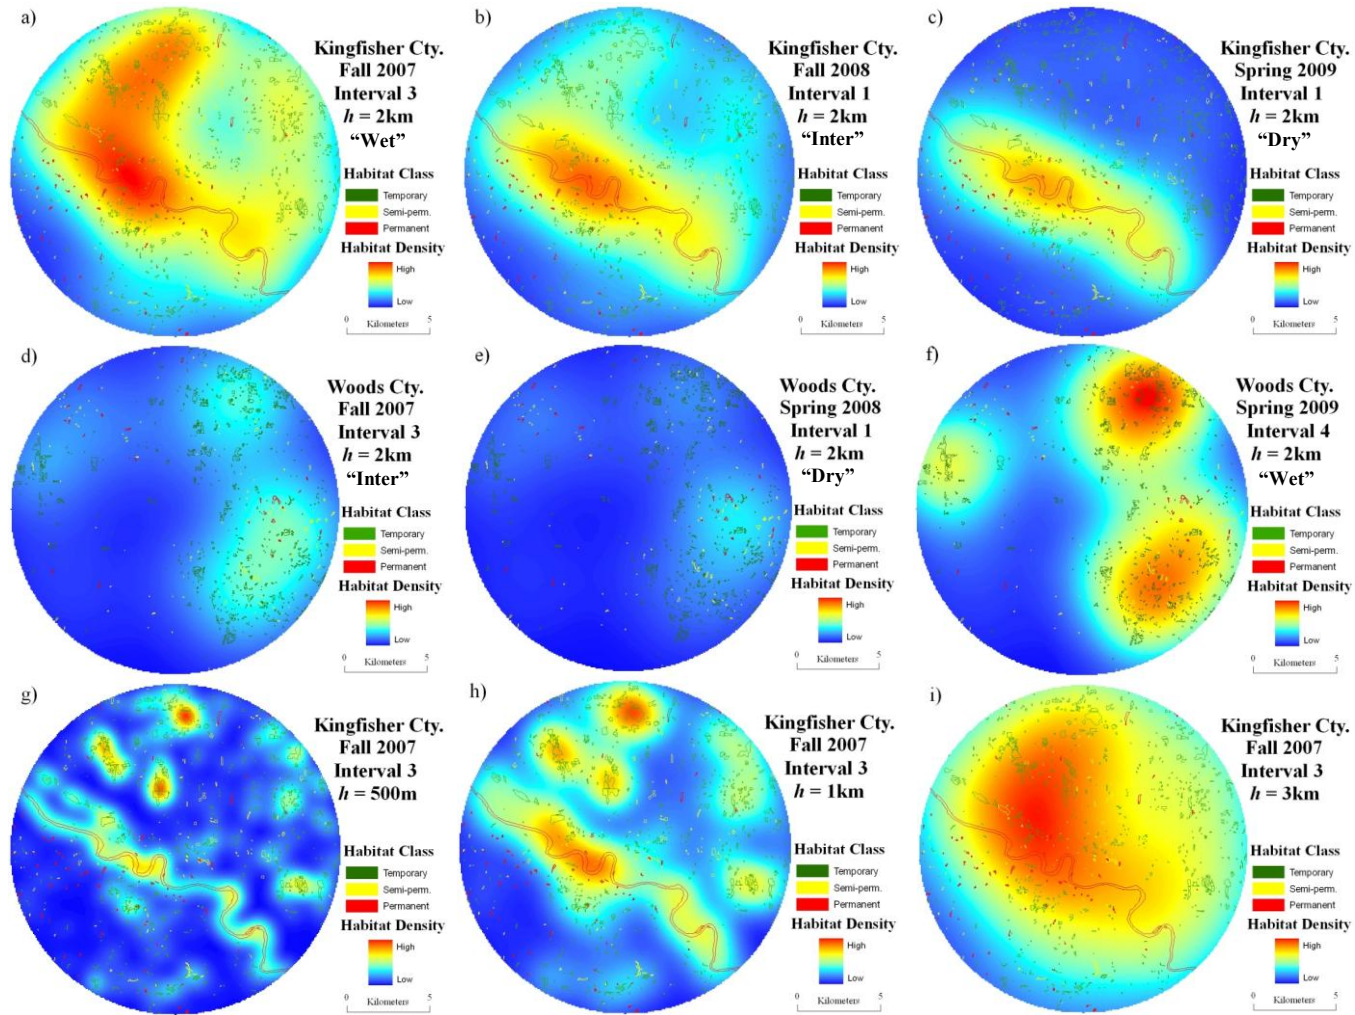 a)
Kingfisher Cty.
Fall 2007
Interval 3
h = 2km
“Wet”
Habitat Class
Temporary
Semi-perm.
Permanent
Habitat Density
High
Low
0 Kilometers 5
b)
Kingfisher Cty.
Fall 2008
Interval 1
h = 2km
“Inter”
Habitat Class
Temporary
Semi-perm.
Permanent
Habitat Density
High
Low
0 Kilometers 5
c)
Kingfisher Cty.
Spring 2009
Interval 1
h = 2km
“Dry”
Habitat Class
Temporary
Semi-perm.
Permanent
Habitat Density
High
Low
0 Kilometers 5
d)
Woods Cty.
Fall 2007
Interval 3
h = 2km
“Inter”
Habitat Class
Temporary
Semi-perm.
Permanent
Habitat Density
High
Low
0 Kilometers 5
e)
Woods Cty.
Spring 2008
Interval 1
h = 2km
“Dry”
Habitat Class
Temporary
Semi-perm.
Permanent
Habitat Density
High
Low
0 Kilometers 5
f)
Woods Cty.
Spring 2009
Interval 4
h = 2km
“Wet”
Habitat Class
Temporary
Semi-perm.
Permanent
Habitat Density
High
Low
0 Kilometers 5
g)
Kingfisher Cty.
Fall 2007
Interval 3
h = 500m
Habitat Class
Temporary
Semi-perm.
Permanent
Habitat Density
High
Low
0 Kilometers 5
h)
Kingfisher Cty.
Fall 2007
Interval 3
h = 1km
Habitat Class
Temporary
Semi-perm.
Permanent
Habitat Density
High
Low
0 Kilometers 5
i)
Kingfisher Cty.
Fall 2007
Interval 3
h = 3km
Habitat Class
Temporary
Semi-perm.
Permanent
Habitat Density
High
Low
0 Kilometers 5